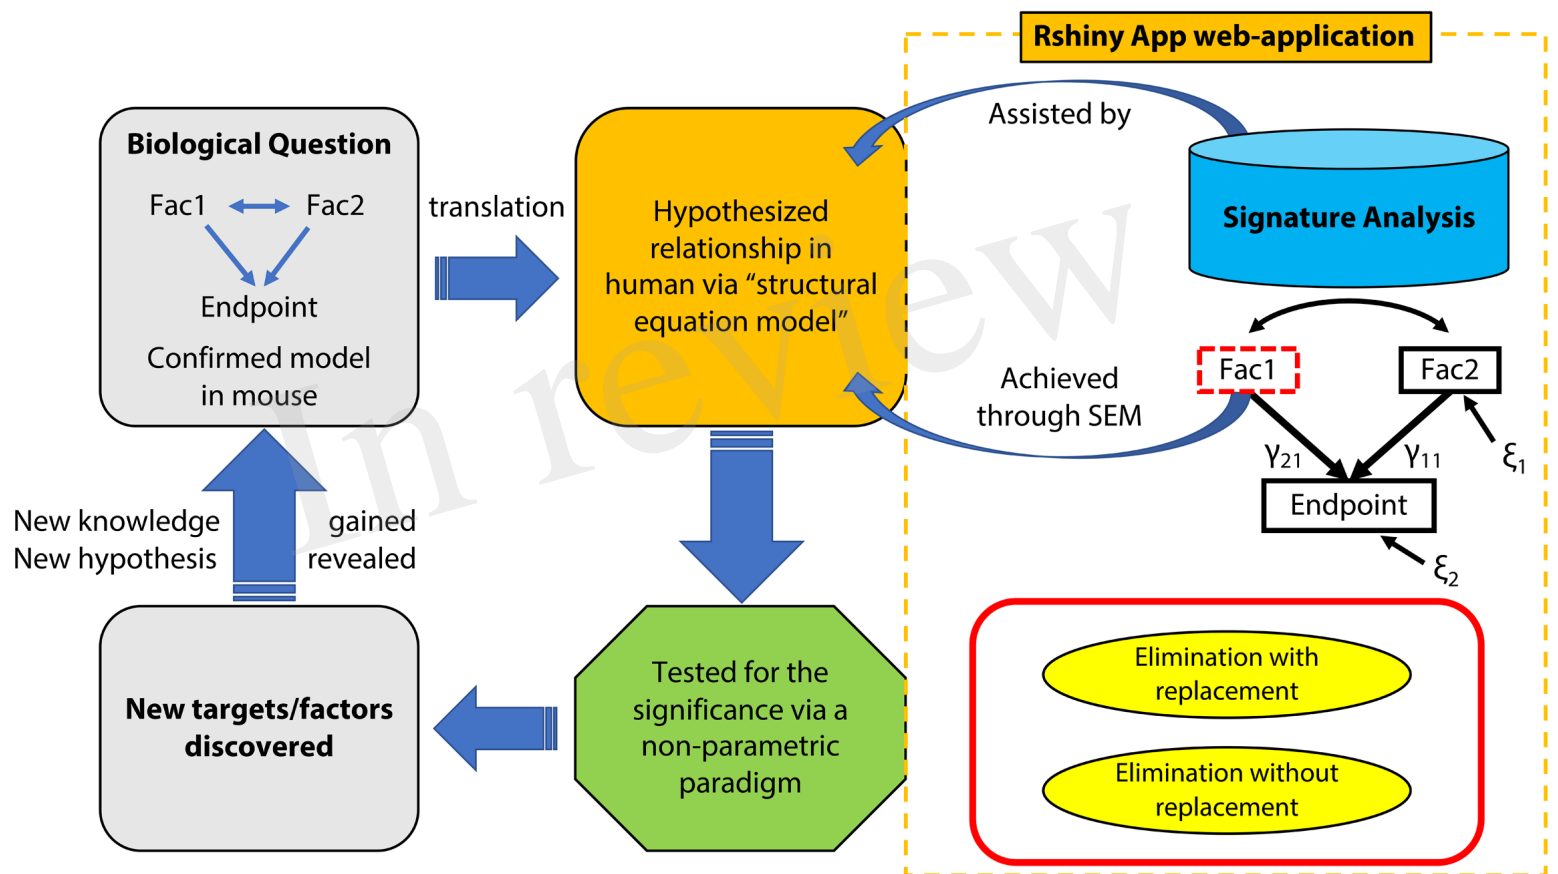 Rshiny App web-application
Biological Question
Fac1
Fac2
Endpoint
Confirmed model
in mouse
translation
Hypothesized
relationship in
human via “structural
equation model”
Assisted by
Signature Analysis
Achieved
through SEM
Fac1
Fac2
γ21
γ11
ξ1
Endpoint
ξ2
New knowledge gained
New hypothesis revealed
New targets/factors
discovered
Tested for the
significance via a
non-parametric
paradigm
Elimination with
replacement
Elimination without
replacement
In review